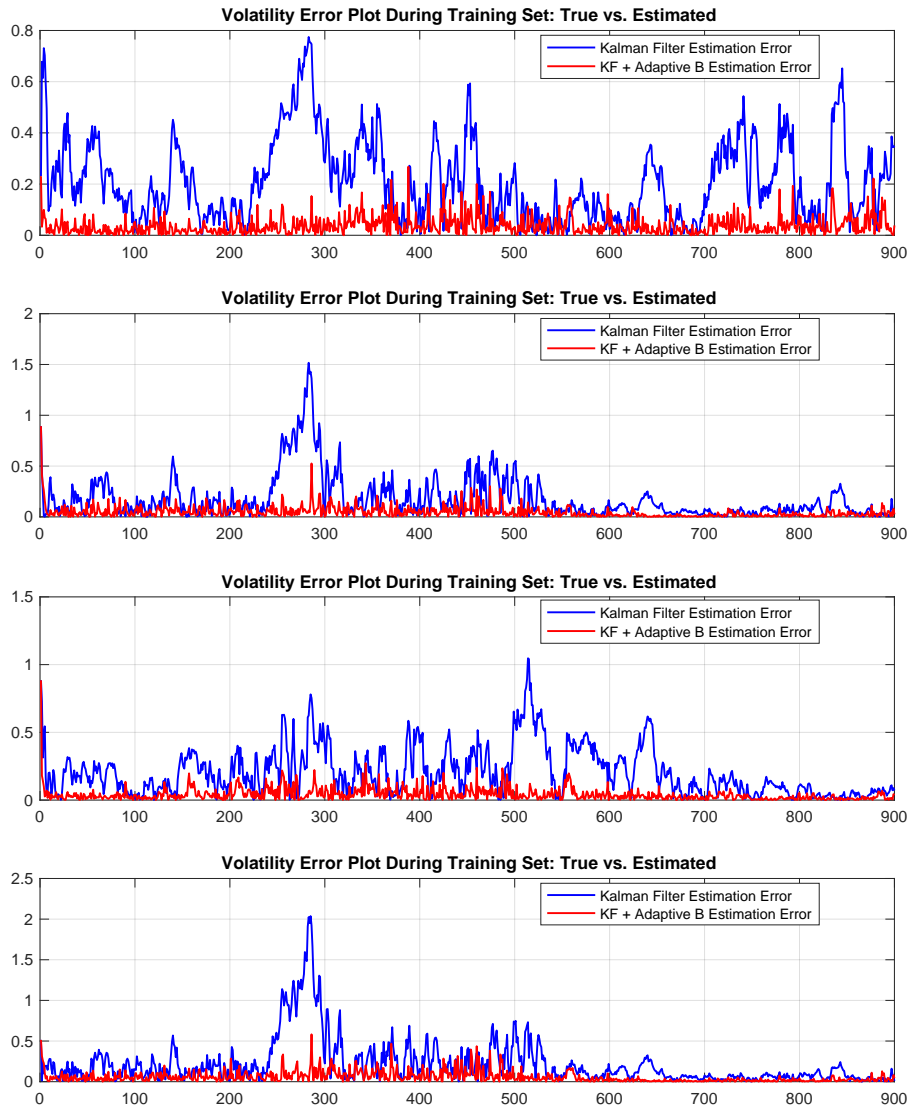 Volatility Error Plot During Training Set: True vs. Estimated
0.8
0.6
0.4
0.2
0
Kalman Filter Estimation Error
KF + Adaptive B Estimation Error
0 100 200 300 400 500 600 700 800 900
Volatility Error Plot During Training Set: True vs. Estimated
2
1.5
1
0.5
0
Kalman Filter Estimation Error
KF + Adaptive B Estimation Error
0 100 200 300 400 500 600 700 800 900
Volatility Error Plot During Training Set: True vs. Estimated
1.5
1
0.5
0
Kalman Filter Estimation Error
KF + Adaptive B Estimation Error
0 100 200 300 400 500 600 700 800 900
Volatility Error Plot During Training Set: True vs. Estimated
2.5
2
1.5
1
0.5
0
Kalman Filter Estimation Error
KF + Adaptive B Estimation Error
0 100 200 300 400 500 600 700 800 900